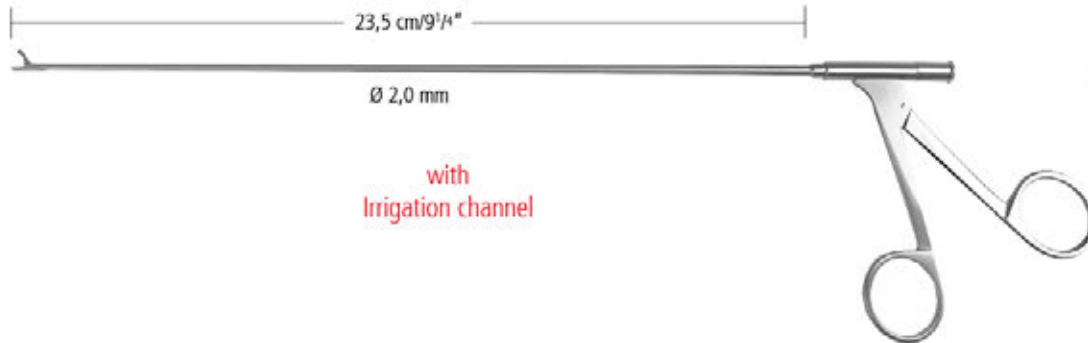 23,5 cm/9¹/⁴"
Ø 2,0 mm
with
Irrigation channel